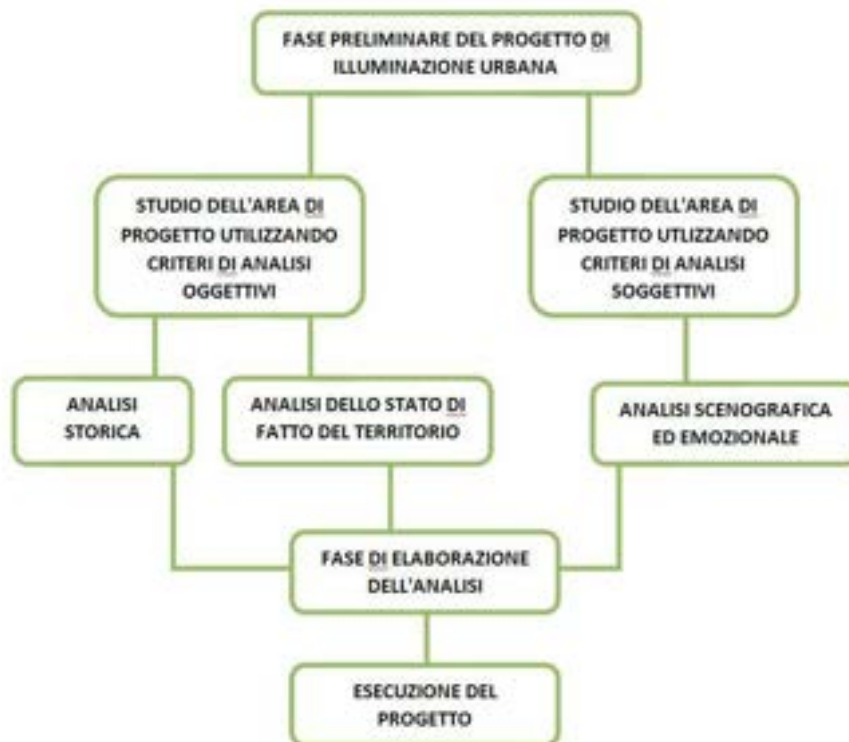 FASE PRELIMINARE DEL PROGETTO DI
ILLUMINAZIONE URBANA
STUDIO DELL'AREA DI
PROGETTO UTILIZZANDO
CRITERI DI ANALISI
OGGETTIVI
STUDIO DELL'AREA DI
PROGETTO UTLIZZANDO
CRITERI DI ANALISI
SOGGETTIVI
ANALISI
STORICA
ANALISI DELLO STATO DI
FATTO DEL TERRITORIO
ANALISI SCENOGRAFICA
ED EMOZIONALE
FASE DI ELABORAZIONE
DELL'ANALISI
ESECUZIONE DEL
PROGETTO